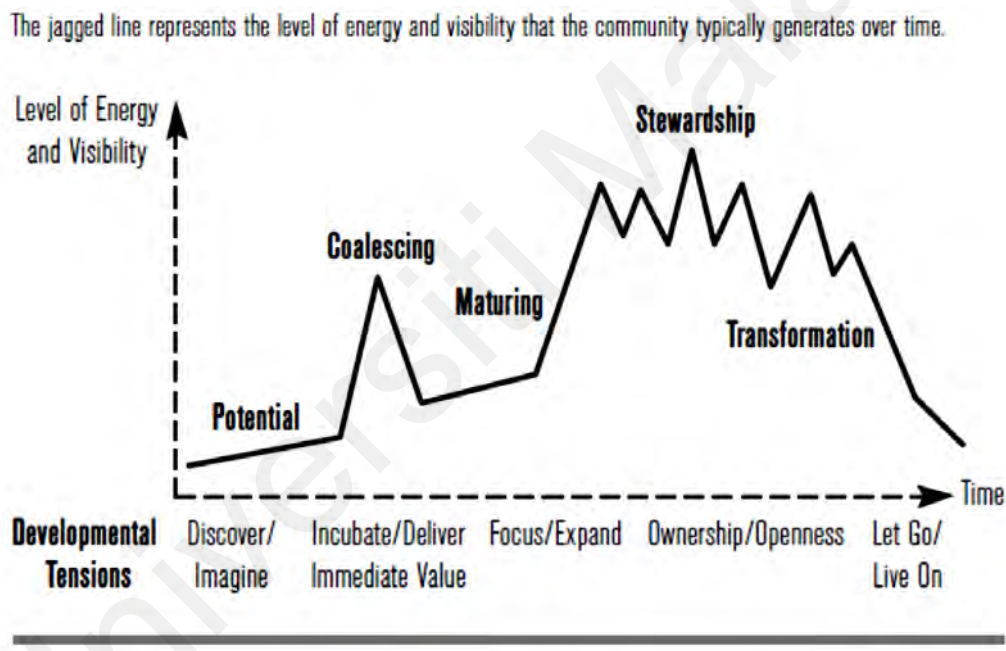 The jagged line represents the level of energy and visibility that the community typically generates over time.
Level of Energy
and Visibility
Stewardship
Coalescing
Maturing
Transformation
Potential
Time
Developmental
Tensions
Discover/
Imagine
Incubate/Deliver
Immediate Value
Focus/Expand
Ownership/Openness
Let Go/
Live On